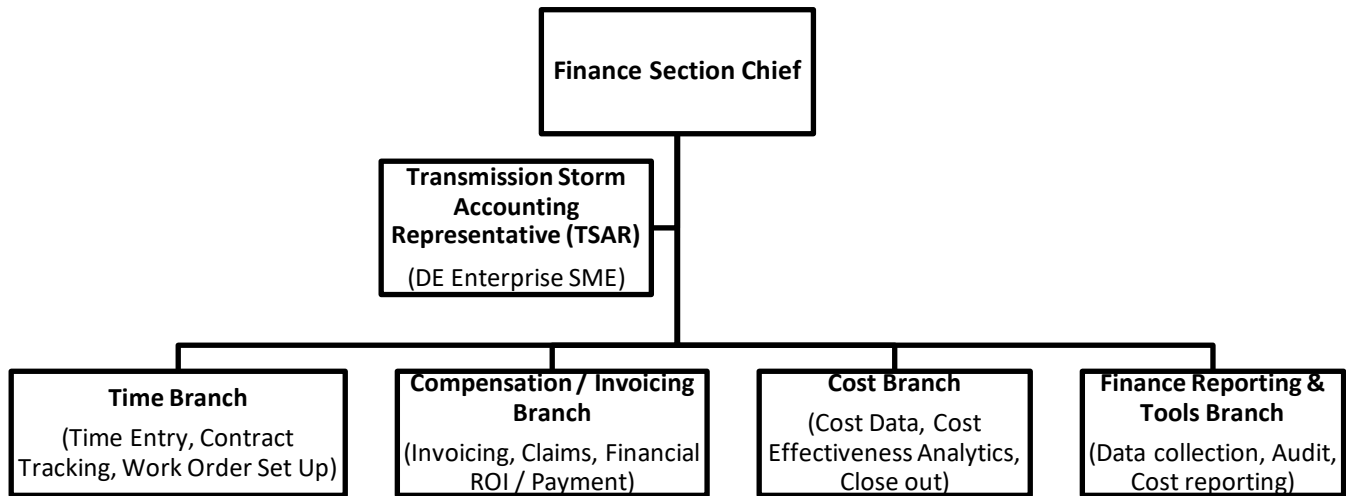 Finance Section Chief
Transmission Storm
Accounting
Representative (TSAR)
(DE Enterprise SME)
Time Branch
(Time Entry, Contract
Tracking, Work Order Set Up)
Compensation / Invoicing
Branch
(Invoicing, Claims, Financial
ROI / Payment)
Cost Branch
(Cost Data, Cost
Effectiveness Analytics,
Close out)
Finance Reporting &
Tools Branch
(Data collection, Audit,
Cost reporting)